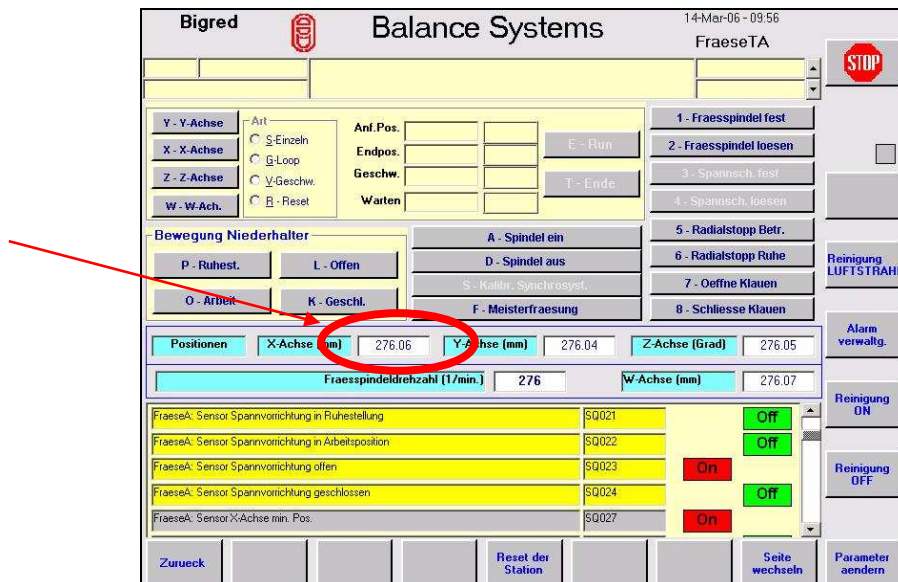 Bigred
Balance Systems
14-Mar-06 - 09:56
FraeseTA
STOP
Y - Y-Achse
X - X-Achse
Z - Z-Achse
W - W-Ach.
Art
S-Einzeln
G-Loop
V-Geschw.
R - Reset
Anf.Pos.
Endpos.
Geschw.
Warten
E - Run
T - Ende
1 - Fraesspindel fest
2 - Fraesspindel loesen
3 - Spannsch. fest
4 - Spannsch. loesen
5 - Radialstopp Betr.
6 - Radialstopp Ruhe
7 - Oeffne Klauen
8 - Schliesse Klauen
Bewegung Niederhalter
P - Ruhest.
L - Offen
O - Arbeit
K - Geschl.
A - Spindel ein
D - Spindel aus
S - Kalibr. Synchrosyst.
F - Meisterfraesung
Reinigung
LUFTSTRAHL
Alarm
verwaltg.
Reinigung
ON
Reinigung
OFF
Positionen X-Achse (mm) 276.06 Y-Achse (mm) 276.04 Z-Achse (Grad) 276.05
Fraesspindeldrehzahl (1/min.) 276 W-Achse (mm) 276.07
FraeseA: Sensor Spannvorrichtung in Ruhestellung SQ021 Off
FraeseA: Sensor Spannvorrichtung in Arbeitsposition SQ022 Off
FraeseA: Sensor Spannvorrichtung offen SQ023 On
FraeseA: Sensor Spannvorrichtung geschlossen SQ024 Off
FraeseA: Sensor X-Achse min. Pos. SQ027 On
Zurueck
Reset der
Station
Seite
wechseln
Parameter
aendern